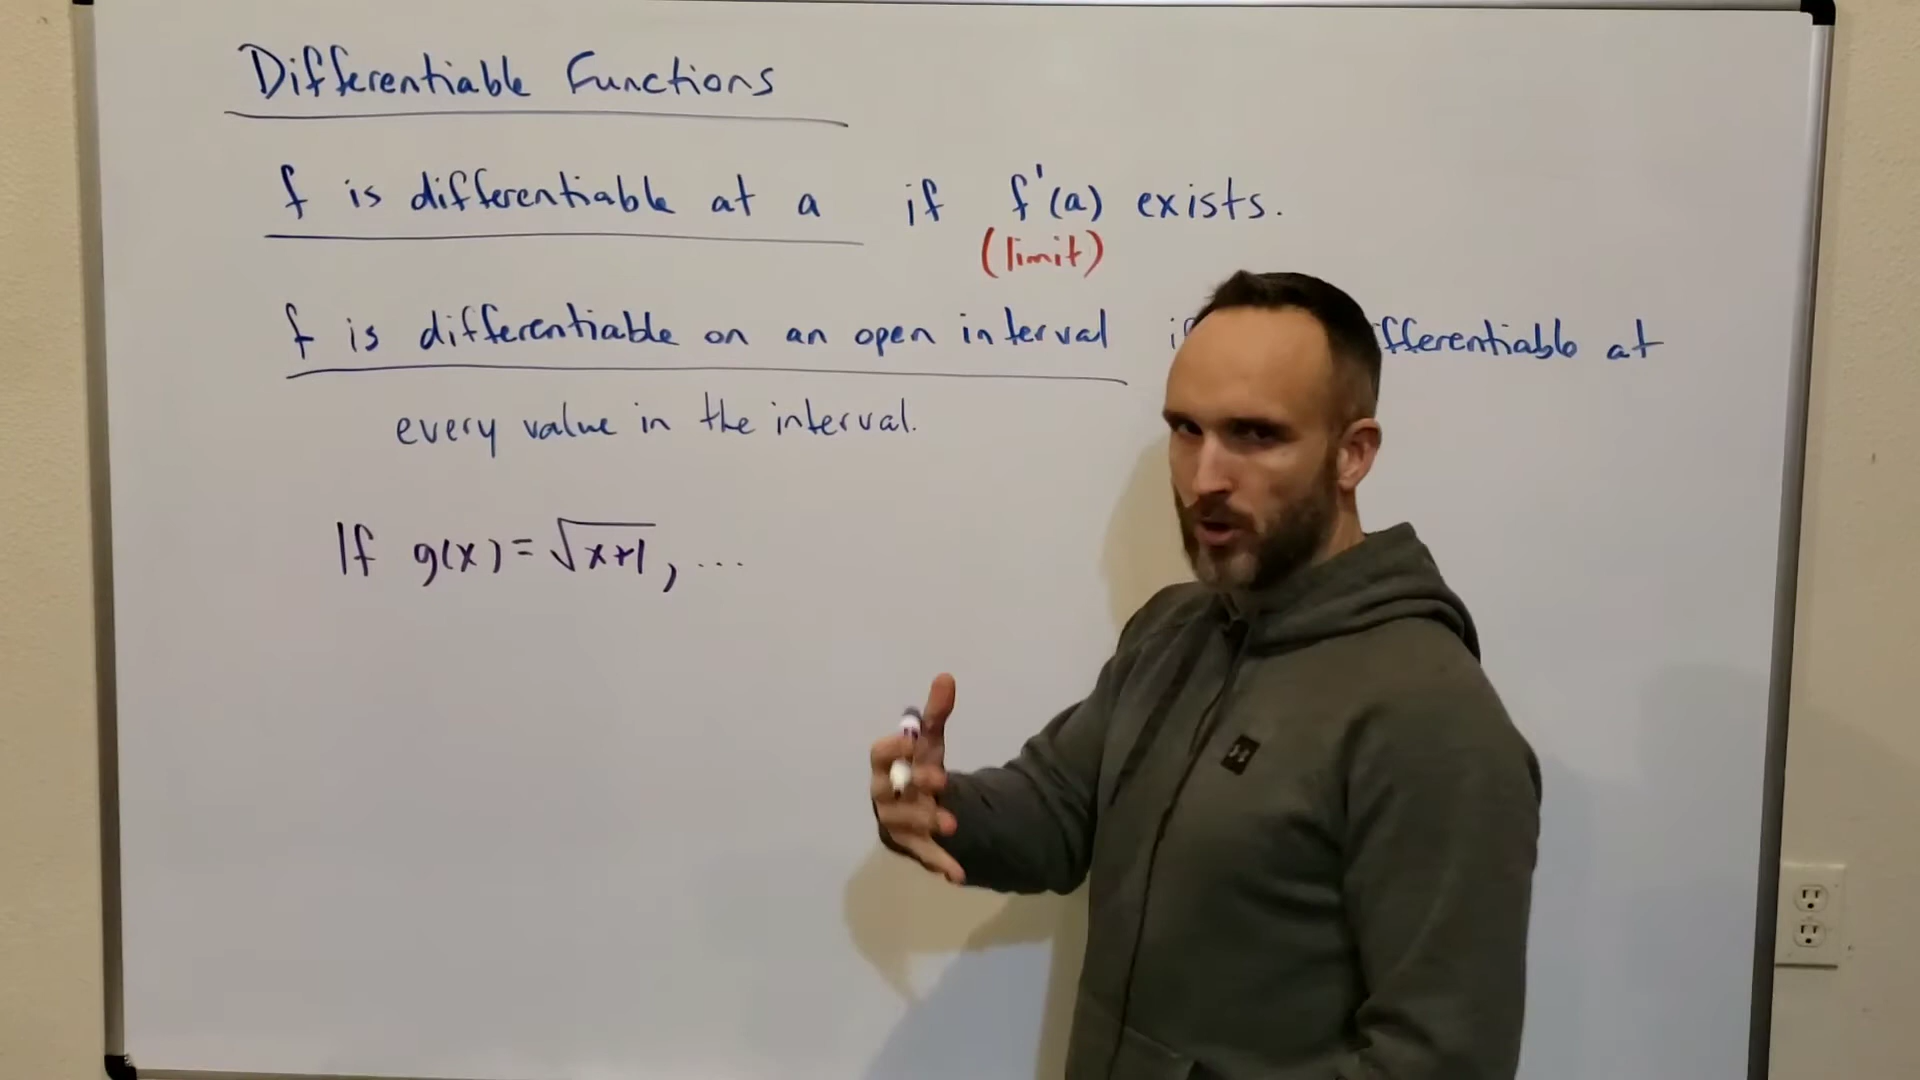 Differentiable Functions
f is differentiable at a if f'(a) exists.
(limit)
f is differentiable on an open interval at
every value in the interval.
If g(x) = √(x+1), ...